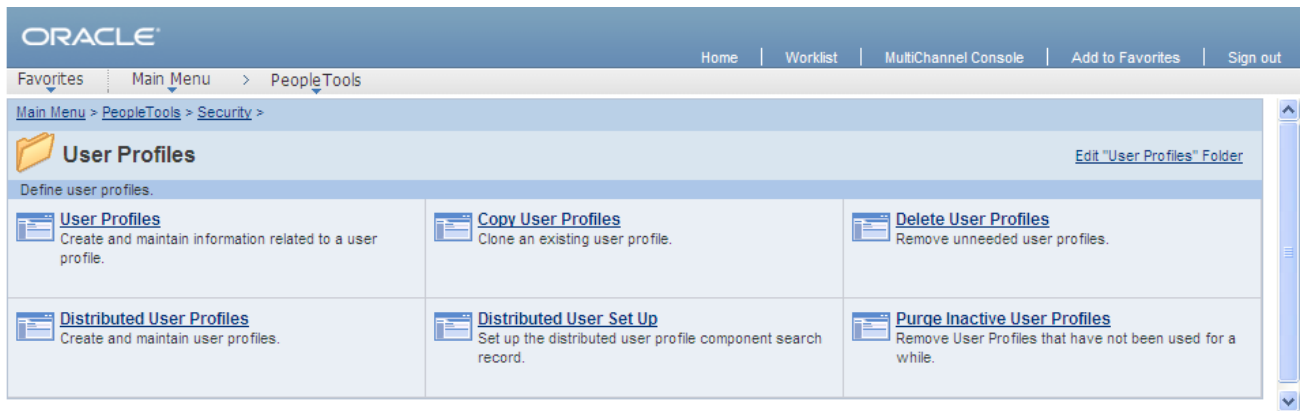 ORACLE
Home | Worklist | MultiChannel Console | Add to Favorites | Sign out
Favorites Main Menu > PeopleTools
Main Menu > PeopleTools > Security >
User Profiles
Edit "User Profiles" Folder
Define user profiles.
User Profiles
Create and maintain information related to a user
profile.
Copy User Profiles
Clone an existing user profile.
Delete User Profiles
Remove unneeded user profiles.
Distributed User Profiles
Create and maintain user profiles.
Distributed User Set Up
Set up the distributed user profile component search
record.
Purge Inactive User Profiles
Remove User Profiles that have not been used for a
while.